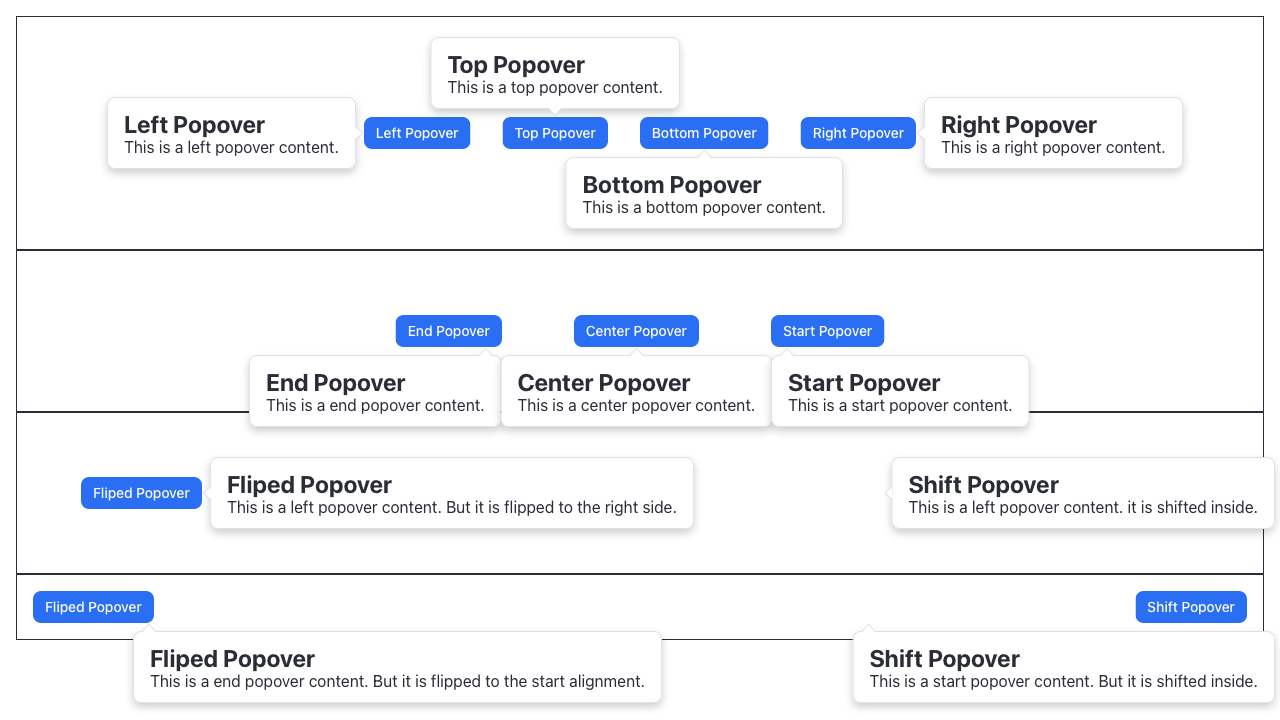 Top Popover
This is a top popover content.
Left Popover
This is a left popover content.
Left Popover
Top Popover
Bottom Popover
Right Popover
Right Popover
This is a right popover content.
Bottom Popover
This is a bottom popover content.
End Popover
Center Popover
Start Popover
End Popover
This is a end popover content.
Center Popover
This is a center popover content.
Start Popover
This is a start popover content.
Fliped Popover
Fliped Popover
This is a left popover content. But it is flipped to the right side.
Shift Popover
This is a left popover content. it is shifted inside.
Fliped Popover
Shift Popover
Fliped Popover
This is a end popover content. But it is flipped to the start alignment.
Shift Popover
This is a start popover content. But it is shifted inside.